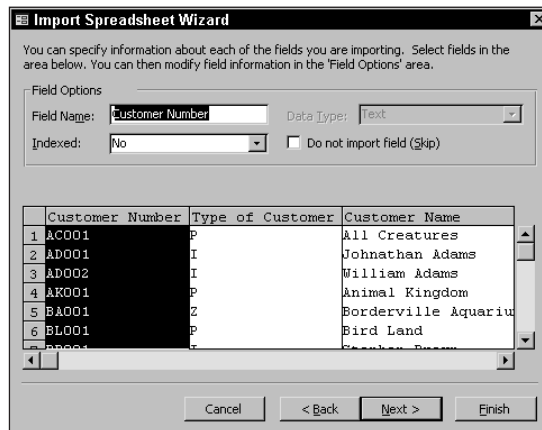 Import Spreadsheet Wizard
You can specify information about each of the fields you are importing. Select fields in the
area below. You can then modify field information in the 'Field Options' area.
Field Options
Field Name: Customer Number Data Type: Text
Indexed: No Do not import field (Skip)
Customer Number Type of Customer Customer Name
1 AC001 P All Creatures
2 AD001 I Johnathan Adams
3 AD002 I William Adams
4 AK001 P Animal Kingdom
5 BA001 Z Borderville Aquariu
6 BL001 P Bird Land
Cancel < Back Next > Finish